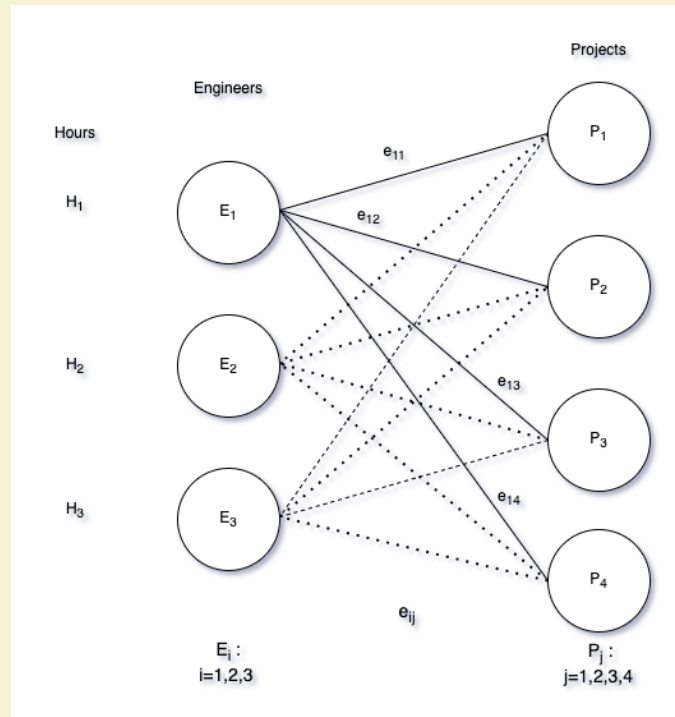 Projects
Engineers
Hours
P₁
e₁₁
H₁
E₁
e₁₂
P₂
H₂
E₂
e₁₃
P₃
e₁₄
H₃
E₃
P₄
eᵢⱼ
Eᵢ :
i=1,2,3
Pⱼ :
j=1,2,3,4